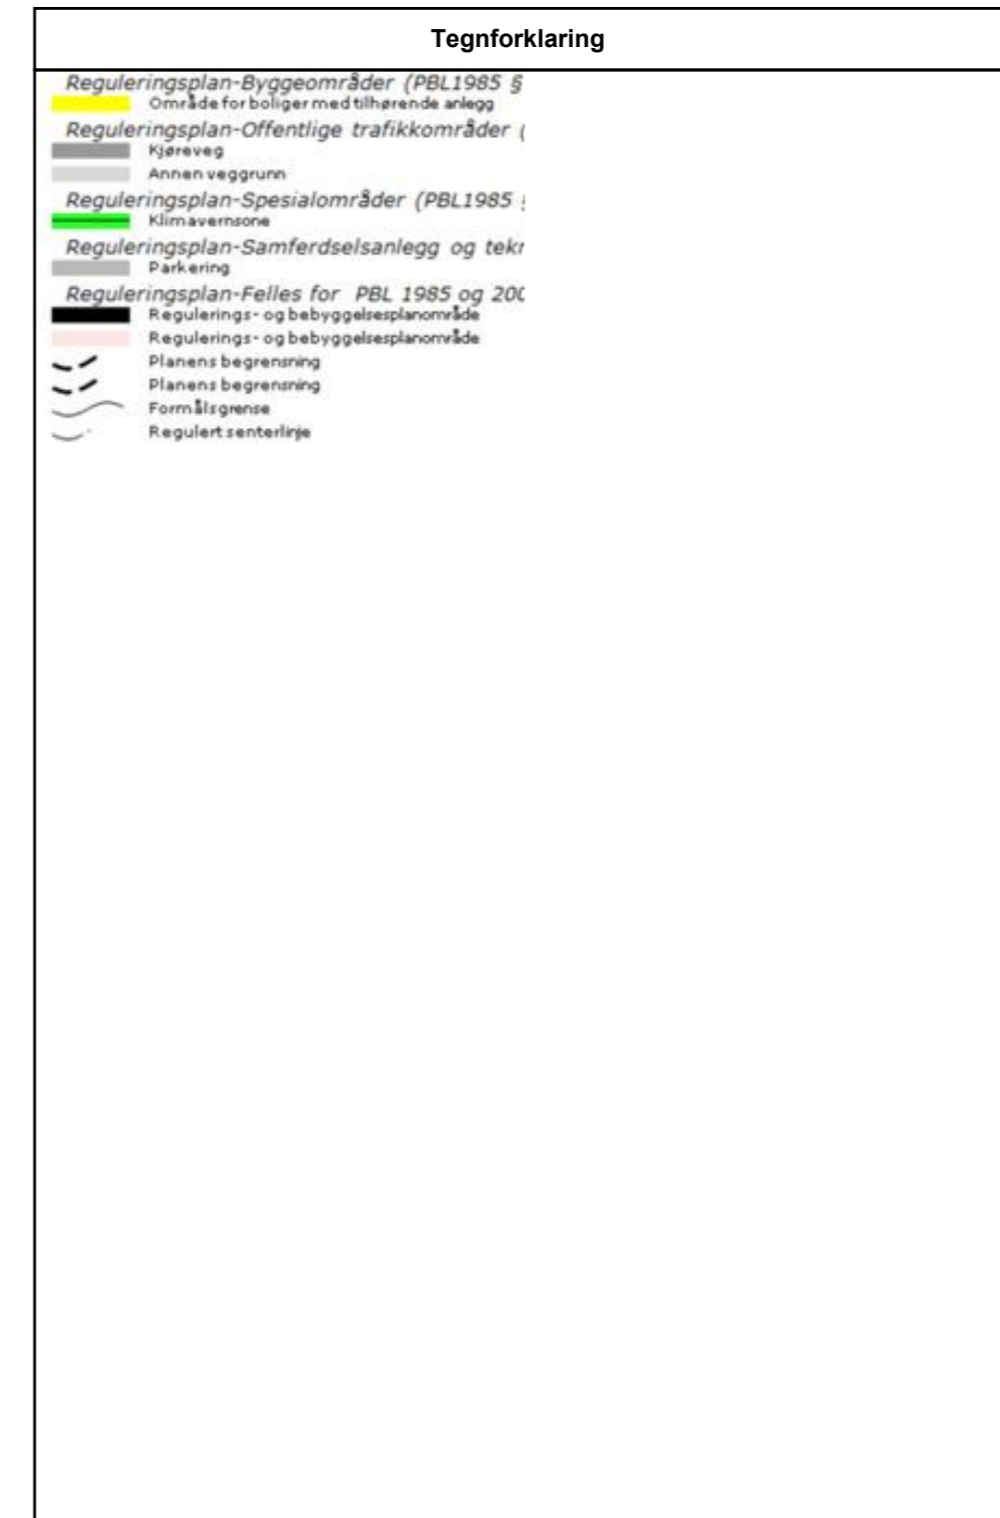 Tegnforklaring
Reguleringsplan-Byggeområder (PBL1985 §
Område for boliger med tilhørende anlegg
Reguleringsplan-Offentlige trafikkområder (
Kjøreveg
Annen veggrunn
Reguleringsplan-Spesialområder (PBL1985 §
Klimavernsone
Reguleringsplan-Samferdselsanlegg og tekn
Parkering
Reguleringsplan-Felles for PBL 1985 og 200
Regulerings- og bebyggelsesplanområde
Regulerings- og bebyggelsesplanområde
Planens begrensning
Planens begrensning
Formålsgrense
Regulert senterlinje